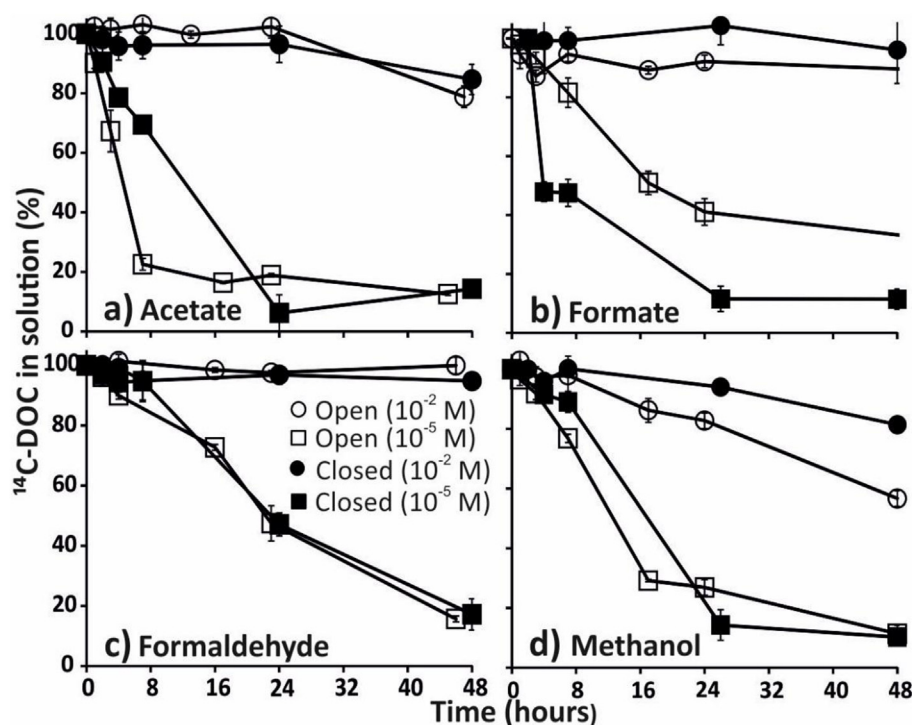 100
80
60
40
20
0
a) Acetate
b) Formate
¹⁴C-DOC in solution (%)
100
80
60
40
20
0
Open (10⁻² M)
Open (10⁻⁵ M)
Closed (10⁻² M)
Closed (10⁻⁵ M)
c) Formaldehyde
d) Methanol
0 8 16 24 32 40 48
0 8 16 24 32 40 48
Time (hours)